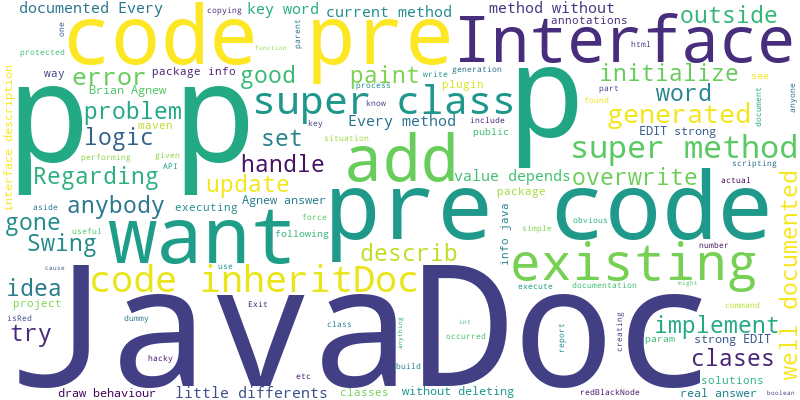 documented Every
copying
key word
current method
method without
outside
code pre
Interface
one
parent
annotations
function
protected
html
way
error
package info
good
paint
plugin
generation
initialize
see
interface description
Brian Agnew
process
write
word
p p
super class
p
problem
maven
know
part
found
document
anyone
generated
logic
set
key
Every method
include
public
EDIT strong
situation
scripting
super method
performing
given
API
handle
add
Regarding
update
value depends
overwrite
actual
package
anybody
executing
Agnew answer
pre code
gone
aside
useful
want
force
following
simple
obvious
number
Swing
describ
info java
existing
well documented
cause
use
code inheritDoc
idea
execute
documentation
might
project
Exit
JavaDoc
command
isRed
dummy
class
anything
int
creating
implement
try
occurred
report
param
strong EDIT
hacky
build
clases
etc
solutions
draw behaviour
little differents
classes
without deleting
redBlackNode
real answer
boolean